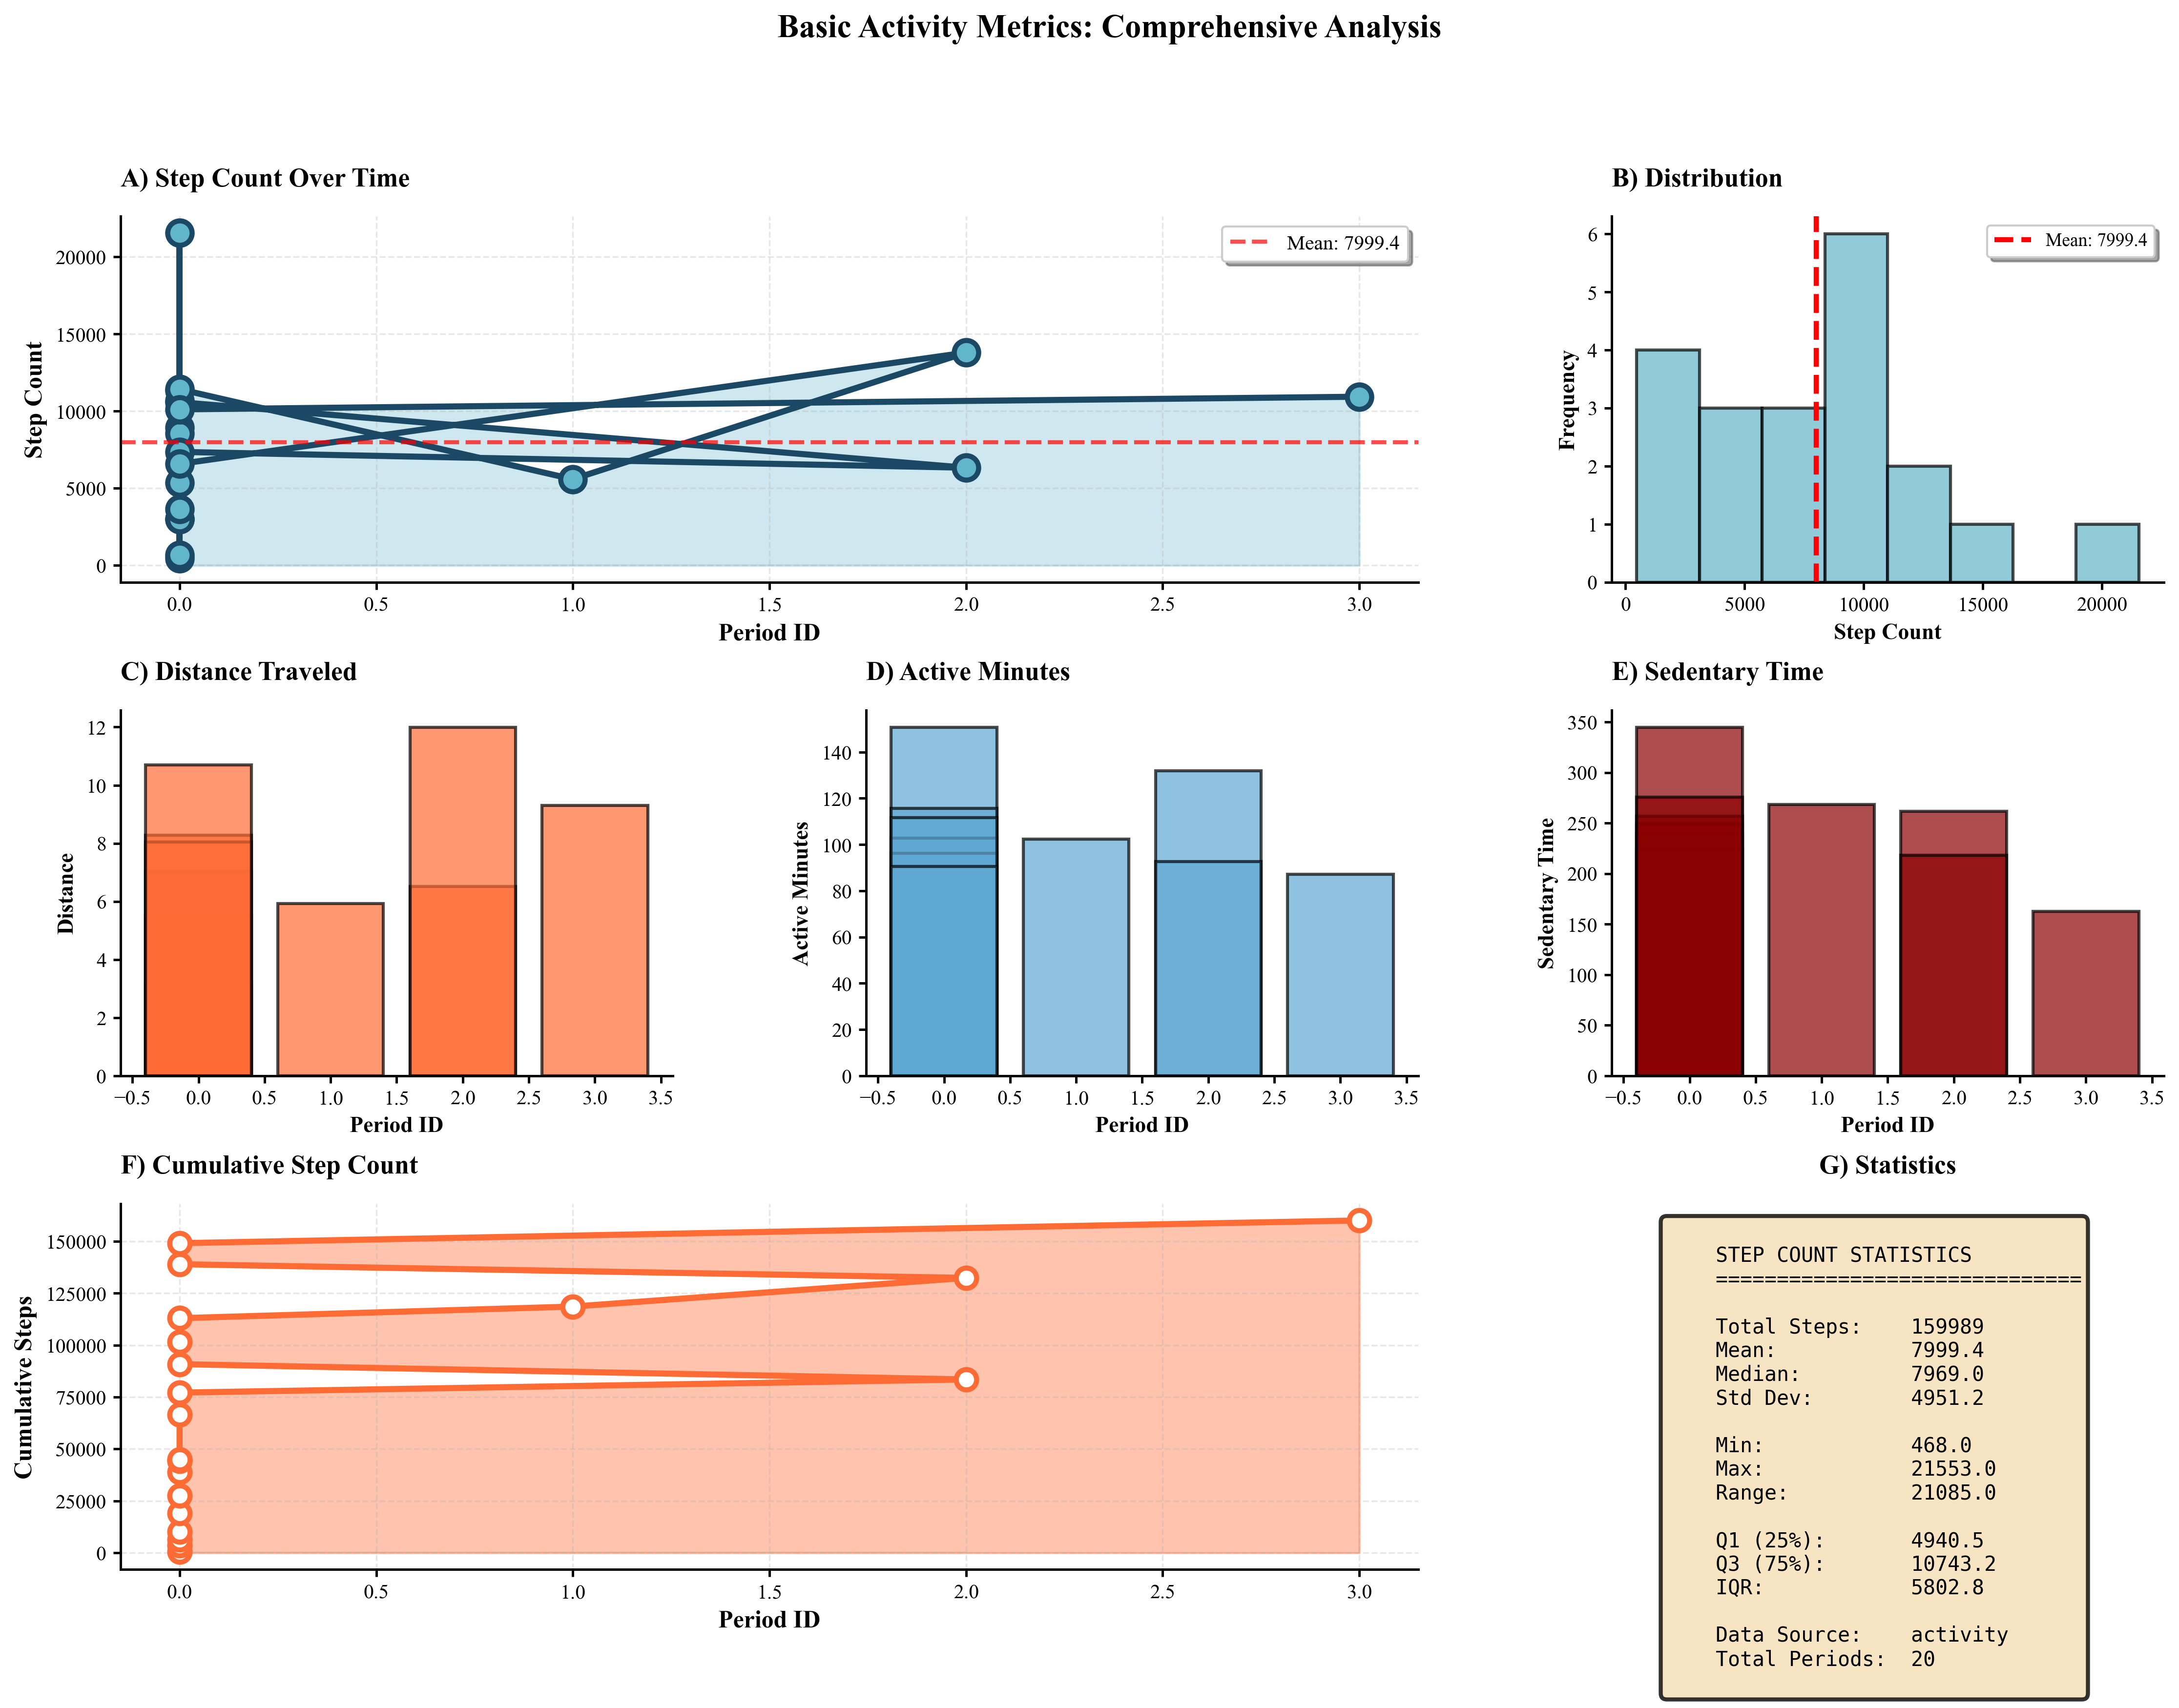 Basic Activity Metrics: Comprehensive Analysis
A) Step Count Over Time
Step Count
20000
15000
10000
5000
0
Mean: 7999.4
0.0 0.5 1.0 1.5 2.0 2.5 3.0
Period ID
B) Distribution
Frequency
6
5
4
3
2
1
0
Mean: 7999.4
0 5000 10000 15000 20000
Step Count
C) Distance Traveled
Distance
12
10
8
6
4
2
0
−0.5 0.0 0.5 1.0 1.5 2.0 2.5 3.0 3.5
Period ID
D) Active Minutes
Active Minutes
140
120
100
80
60
40
20
0
−0.5 0.0 0.5 1.0 1.5 2.0 2.5 3.0 3.5
Period ID
E) Sedentary Time
Sedentary Time
350
300
250
200
150
100
50
0
−0.5 0.0 0.5 1.0 1.5 2.0 2.5 3.0 3.5
Period ID
F) Cumulative Step Count
Cumulative Steps
150000
125000
100000
75000
50000
25000
0
0.0 0.5 1.0 1.5 2.0 2.5 3.0
Period ID
G) Statistics
STEP COUNT STATISTICS
==============================
Total Steps: 159989
Mean: 7999.4
Median: 7969.0
Std Dev: 4951.2
Min: 468.0
Max: 21553.0
Range: 21085.0
Q1 (25%): 4940.5
Q3 (75%): 10743.2
IQR: 5802.8
Data Source: activity
Total Periods: 20